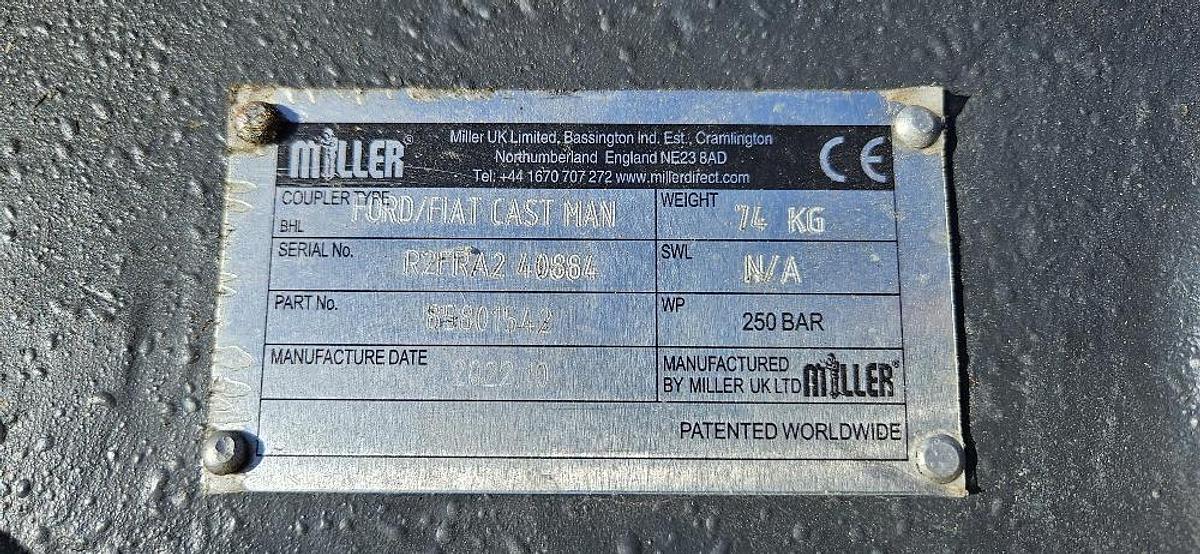 MILLER®
Miller UK Limited, Bassington Ind. Est., Cramlington
Northumberland England NE23 8AD
Tel: +44 1670 707 272 www.millerdirect.com
CE
COUPLER TYPE FORD/FIAT CAST MAN
BHL
WEIGHT 74 KG
SERIAL No. R2FRA2 40884
SWL N/A
PART No.
WP 250 BAR
MANUFACTURE DATE
MANUFACTURED
BY MILLER UK LTD MILLER®
PATENTED WORLDWIDE